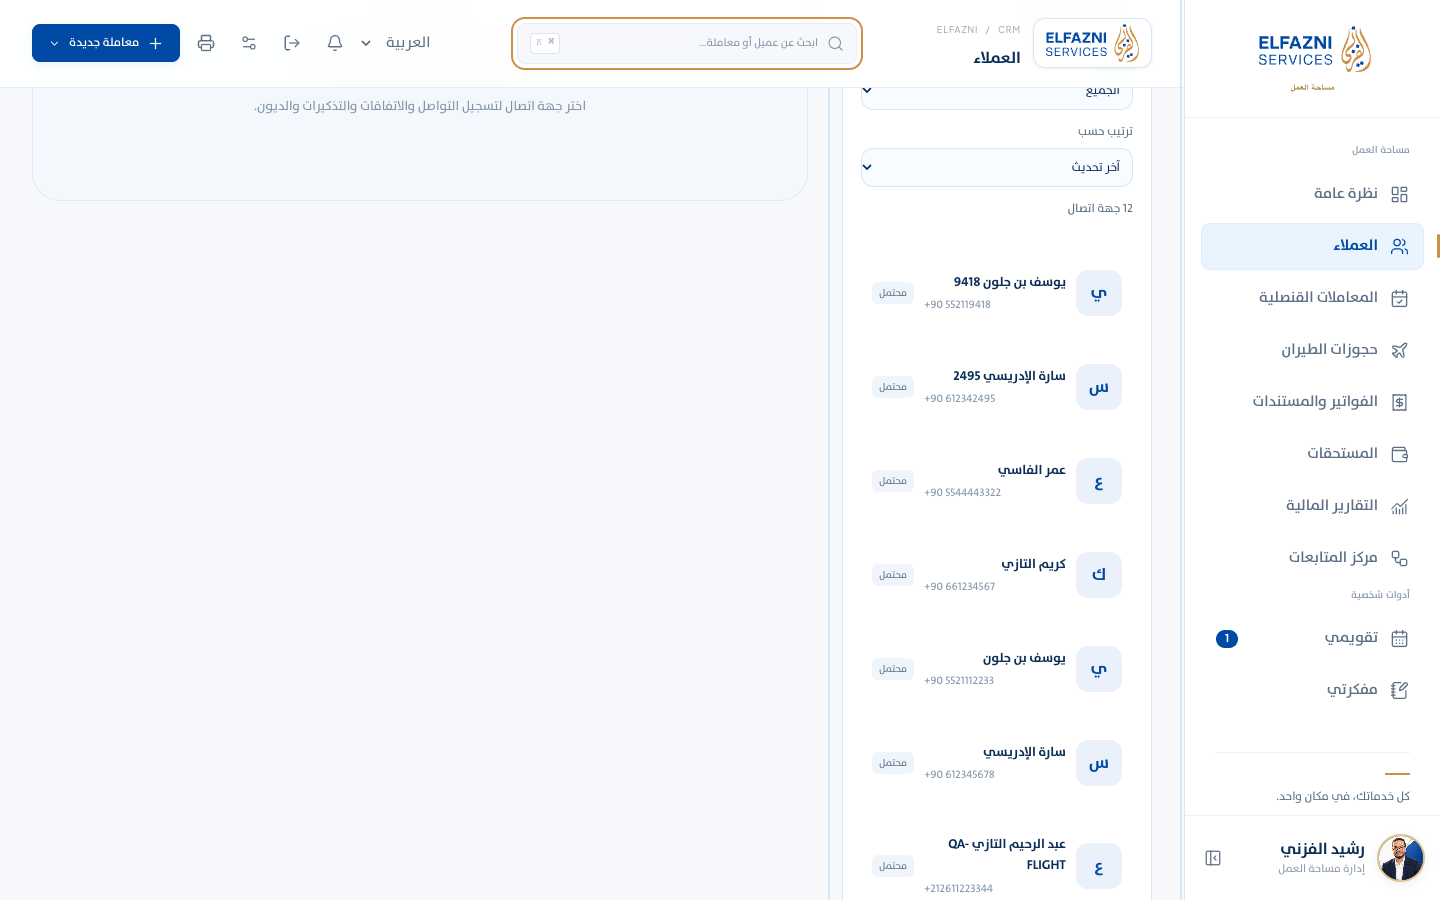 ELFAZNI
SERVICES
مساحة العمل
مساحة العمل
نظرة عامة
العملاء
المعاملات القنصلية
حجوزات الطيران
الفواتير والمستندات
المستحقات
التقارير المالية
مركز المتابعات
أدوات شخصية
تقويمي
1
مفكرتي
كل خدماتك، في مكان واحد.
رشيد الفزني
إدارة مساحة العمل
ELFAZNI
SERVICES
ELFAZNI / CRM
العملاء
ابحث عن عميل أو معاملة...
⌘ K
العربية
معاملة جديدة
الجميع
ترتيب حسب
آخر تحديث
12 جهة اتصال
ي
يوسف بن جلون 9418
+90 552119418
محتمل
س
سارة الإدريسي 2495
+90 612342495
محتمل
ع
عمر الفاسي
+90 5544443322
محتمل
ك
كريم التازي
+90 661234567
محتمل
ي
يوسف بن جلون
+90 5521112233
محتمل
س
سارة الإدريسي
+90 612345678
محتمل
ع
عبد الرحيم التازي QA-
FLIGHT
+212611223344
محتمل
اختر جهة اتصال لتسجيل التواصل والاتفاقات والتذكيرات والديون.